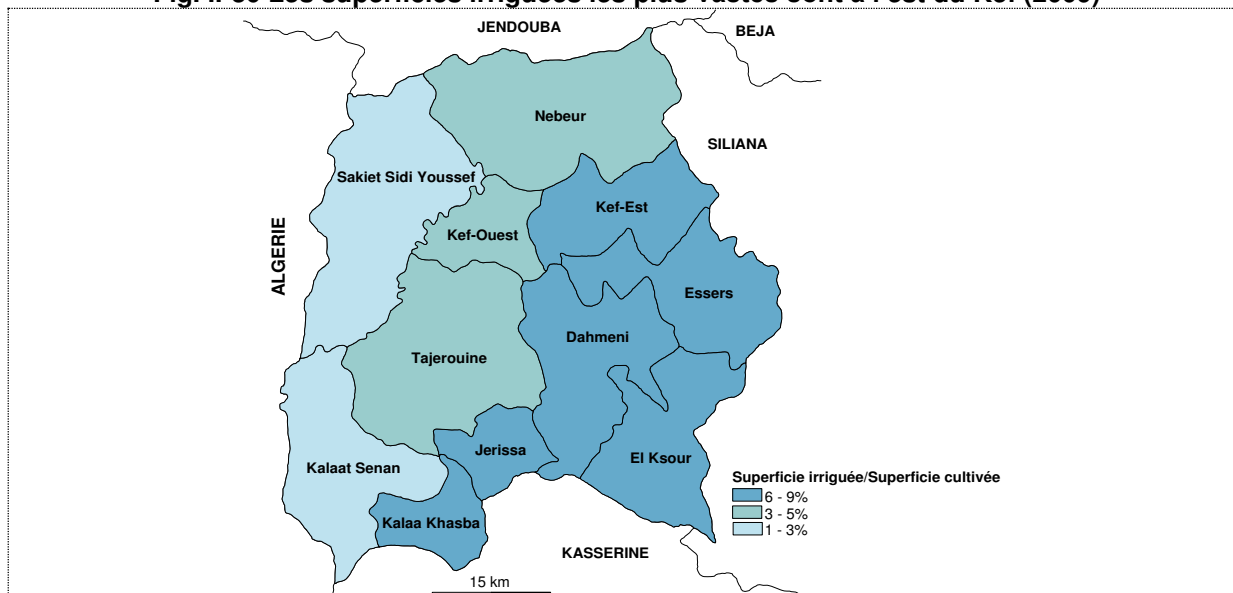 JENDOUBA
BEJA
Nebeur
SILIANA
Sakiet Sidi Youssef
Kef-Est
Kef-Ouest
ALGERIE
Essers
Dahmeni
Tajerouine
Jerissa
El Ksour
Kalaat Senan
Superficie irriguée/Superficie cultivée
6 - 9%
3 - 5%
1 - 3%
Kalaa Khasba
KASSERINE
15 km